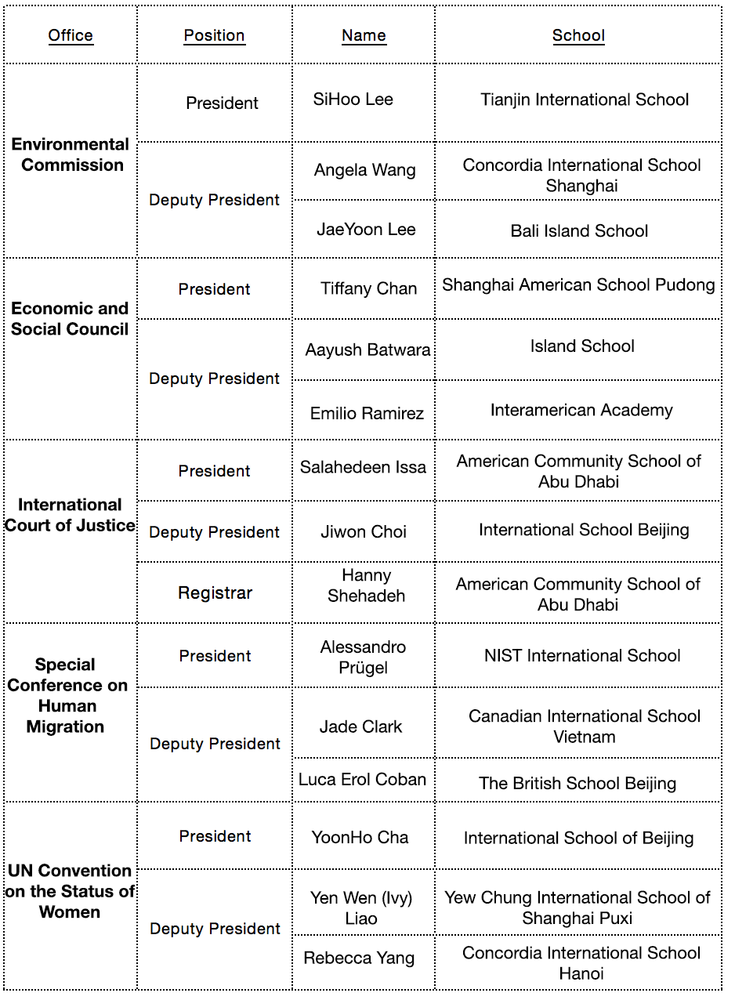 Office Position Name School
President SiHoo Lee Tianjin International School
Environmental
Commission
Deputy President
Angela Wang Concordia International School
Shanghai
JaeYoon Lee Bali Island School
Economic and
Social Council
President Tiffany Chan Shanghai American School Pudong
Deputy President
Aayush Batwara Island School
Emilio Ramirez Interamerican Academy
International
Court of Justice
President Salahedeen Issa American Community School of
Abu Dhabi
Deputy President Jiwon Choi International School Beijing
Registrar Hanny
Shehadeh
American Community School of
Abu Dhabi
Special
Conference on
Human
Migration
President Alessandro
Prügel
NIST International School
Deputy President
Jade Clark Canadian International School
Vietnam
Luca Erol Coban The British School Beijing
UN Convention
on the Status of
Women
President YoonHo Cha International School of Beijing
Deputy President
Yen Wen (Ivy)
Liao
Yew Chung International School of
Shanghai Puxi
Rebecca Yang Concordia International School
Hanoi